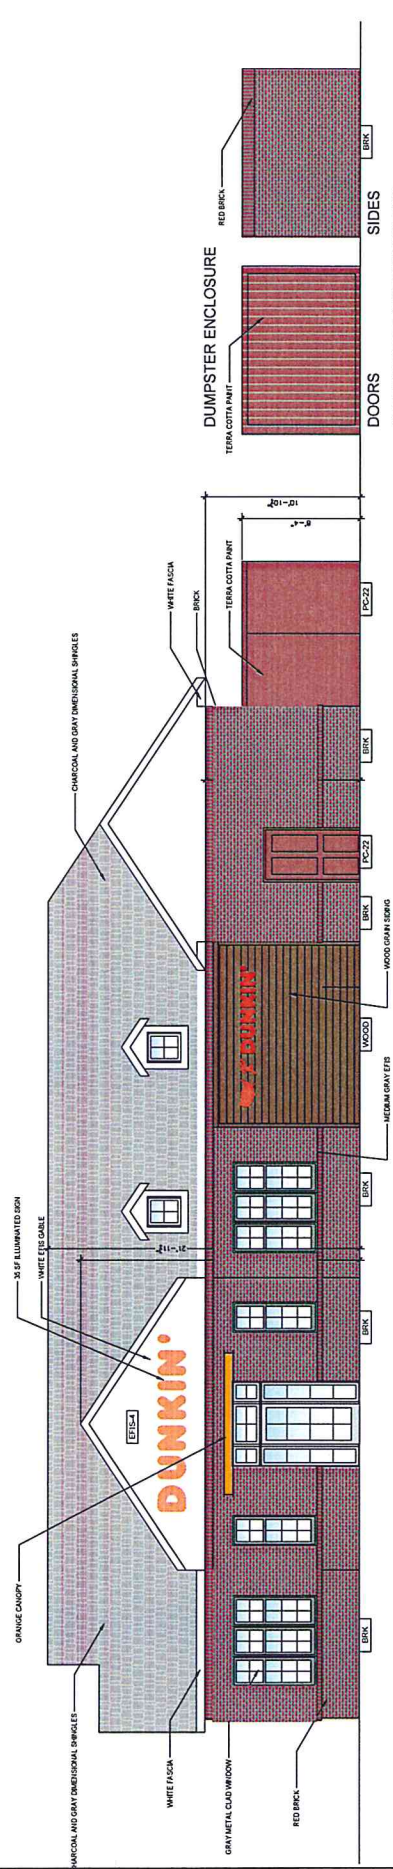 CHARCOAL AND GRAY DIMENSIONAL SHINGLES
ORANGE CANOPY
35 SF ILLUMINATED SIGN
WHITE EFIS GABLE
CHARCOAL AND GRAY DIMENSIONAL SHINGLES
EFIS-4
DUNKIN'
21'-11
WHITE FASCIA
WHITE FASCIA
BRICK
10'-10
8'-4"
TERRA COTTA PAINT
DUNKIN'
GRAY METAL CLAD WINDOW
RED BRICK
MEDIUM GRAY EFIS
WOOD GRAIN SIDING
BRK
BRK
BRK
WOOD
BRK
PC-22
BRK
PC-22
DUMPSTER ENCLOSURE
TERRA COTTA PAINT
RED BRICK
DOORS
SIDES
BRK